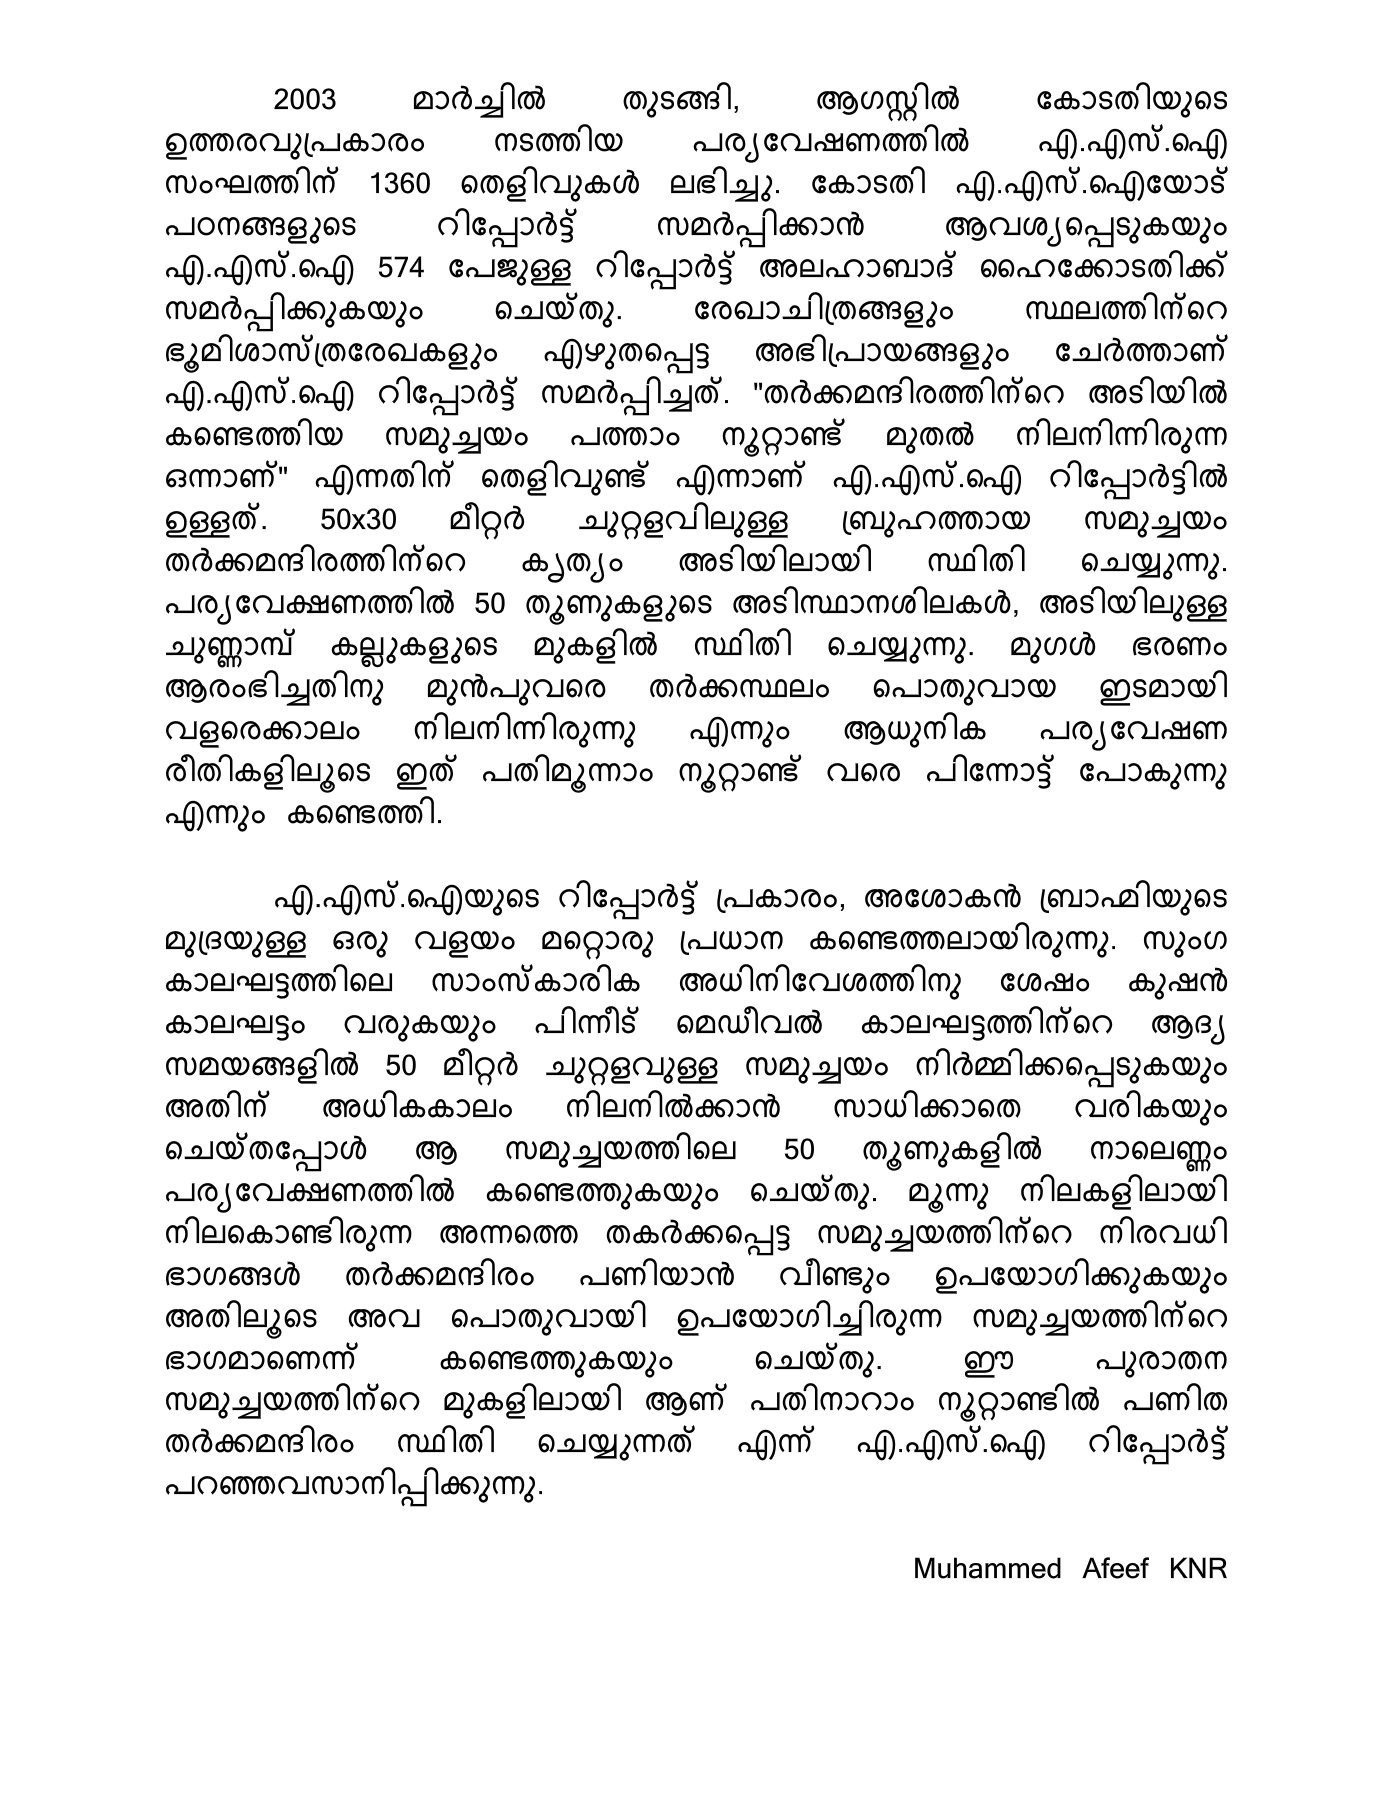 2003 മാർച്ചിൽ തുടങ്ങി, ആഗസ്റ്റിൽ കോടതിയുടെ
ഉത്തരവുപ്രകാരം നടത്തിയ പര്യവേഷണത്തിൽ എ.എസ്.ഐ
സംഘത്തിന് 1360 തെളിവുകൾ ലഭിച്ചു. കോടതി എ.എസ്.ഐയോട്
പഠനങ്ങളുടെ റിപ്പോർട്ട് സമർപ്പിക്കാൻ ആവശ്യപ്പെടുകയും
എ.എസ്.ഐ 574 പേജുള്ള റിപ്പോർട്ട് അലഹാബാദ് ഹൈക്കോടതിക്ക്
സമർപ്പിക്കുകയും ചെയ്തു. രേഖാചിത്രങ്ങളും സ്ഥലത്തിന്റെ
ഭൂമിശാസ്ത്രരേഖകളും എഴുതപ്പെട്ട അഭിപ്രായങ്ങളും ചേർത്താണ്
എ.എസ്.ഐ റിപ്പോർട്ട് സമർപ്പിച്ചത്. "തർക്കമന്ദിരത്തിന്റെ അടിയിൽ
കണ്ടെത്തിയ സമുച്ചയം പത്താം നൂറ്റാണ്ട് മുതൽ നിലനിന്നിരുന്ന
ഒന്നാണ്" എന്നതിന് തെളിവുണ്ട് എന്നാണ് എ.എസ്.ഐ റിപ്പോർട്ടിൽ
ഉള്ളത്. 50x30 മീറ്റർ ചുറ്റളവിലുള്ള ബ്രുഹത്തായ സമുച്ചയം
തർക്കമന്ദിരത്തിന്റെ കൃത്യം അടിയിലായി സ്ഥിതി ചെയ്യുന്നു.
പര്യവേക്ഷണത്തിൽ 50 തൂണുകളുടെ അടിസ്ഥാനശിലകൾ, അടിയിലുള്ള
ചുണ്ണാമ്പ് കല്ലുകളുടെ മുകളിൽ സ്ഥിതി ചെയ്യുന്നു. മുഗൾ ഭരണം
ആരംഭിച്ചതിനു മുൻപുവരെ തർക്കസ്ഥലം പൊതുവായ ഇടമായി
വളരെക്കാലം നിലനിന്നിരുന്നു എന്നും ആധുനിക പര്യവേഷണ
രീതികളിലൂടെ ഇത് പതിമൂന്നാം നൂറ്റാണ്ട് വരെ പിന്നോട്ട് പോകുന്നു
എന്നും കണ്ടെത്തി.
എ.എസ്.ഐയുടെ റിപ്പോർട്ട് പ്രകാരം, അശോകൻ ബ്രാഹ്മിയുടെ
മുദ്രയുള്ള ഒരു വളയം മറ്റൊരു പ്രധാന കണ്ടെത്തലായിരുന്നു. സുംഗ
കാലഘട്ടത്തിലെ സാംസ്കാരിക അധിനിവേശത്തിനു ശേഷം കുഷൻ
കാലഘട്ടം വരുകയും പിന്നീട് മെഡീവൽ കാലഘട്ടത്തിന്റെ ആദ്യ
സമയങ്ങളിൽ 50 മീറ്റർ ചുറ്റളവുള്ള സമുച്ചയം നിർമ്മിക്കപ്പെടുകയും
അതിന് അധികകാലം നിലനിൽക്കാൻ സാധിക്കാതെ വരികയും
ചെയ്തപ്പോൾ ആ സമുച്ചയത്തിലെ 50 തൂണുകളിൽ നാലെണ്ണം
പര്യവേക്ഷണത്തിൽ കണ്ടെത്തുകയും ചെയ്തു. മൂന്നു നിലകളിലായി
നിലകൊണ്ടിരുന്ന അന്നത്തെ തകർക്കപ്പെട്ട സമുച്ചയത്തിന്റെ നിരവധി
ഭാഗങ്ങൾ തർക്കമന്ദിരം പണിയാൻ വീണ്ടും ഉപയോഗിക്കുകയും
അതിലൂടെ അവ പൊതുവായി ഉപയോഗിച്ചിരുന്ന സമുച്ചയത്തിന്റെ
ഭാഗമാണെന്ന് കണ്ടെത്തുകയും ചെയ്തു. ഈ പുരാതന
സമുച്ചയത്തിന്റെ മുകളിലായി ആണ് പതിനാറാം നൂറ്റാണ്ടിൽ പണിത
തർക്കമന്ദിരം സ്ഥിതി ചെയ്യുന്നത് എന്ന് എ.എസ്.ഐ റിപ്പോർട്ട്
പറഞ്ഞവസാനിപ്പിക്കുന്നു.
Muhammed Afeef KNR